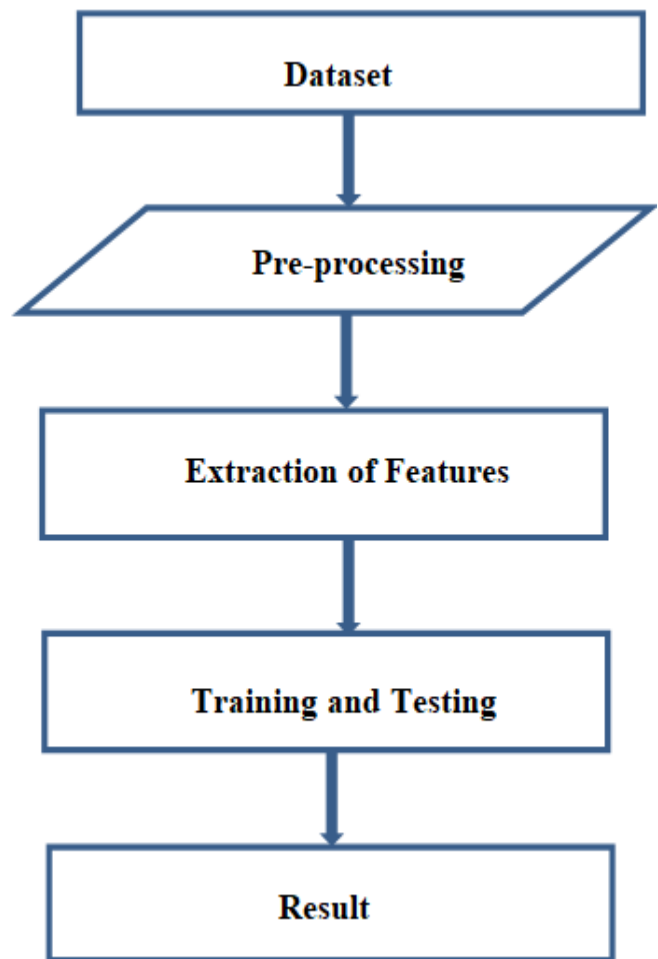 Dataset
Pre-processing
Extraction of Features
Training and Testing
Result